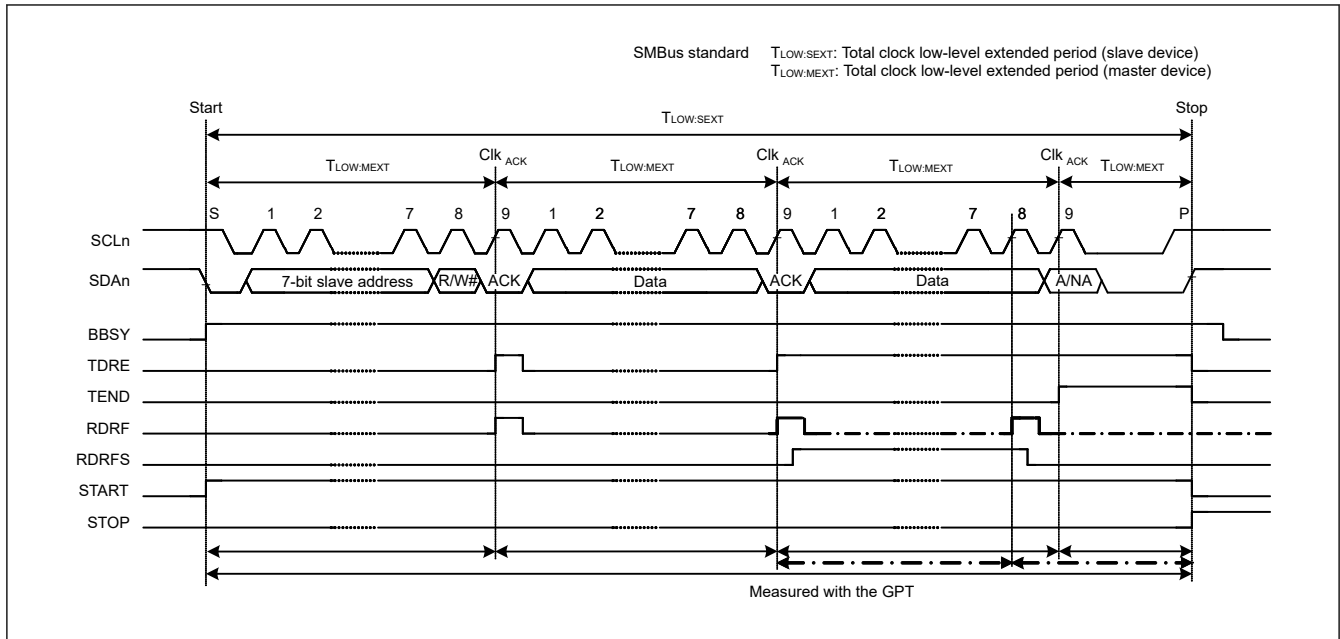 SMBus standard TLOW:SEXT: Total clock low-level extended period (slave device)
TLOW:MEXT: Total clock low-level extended period (master device)
Start
Stop
TLOW:SEXT
TLOW:MEXT
Clk ACK
TLOW:MEXT
Clk ACK
TLOW:MEXT
Clk ACK
TLOW:MEXT
S 1 2 7 8 9 1 2 7 8 9 1 2 7 8 9 P
SCLn
SDAn 7-bit slave address R/W# ACK Data ACK Data A/NA
BBSY
TDRE
TEND
RDRF
RDRFS
START
STOP
Measured with the GPT